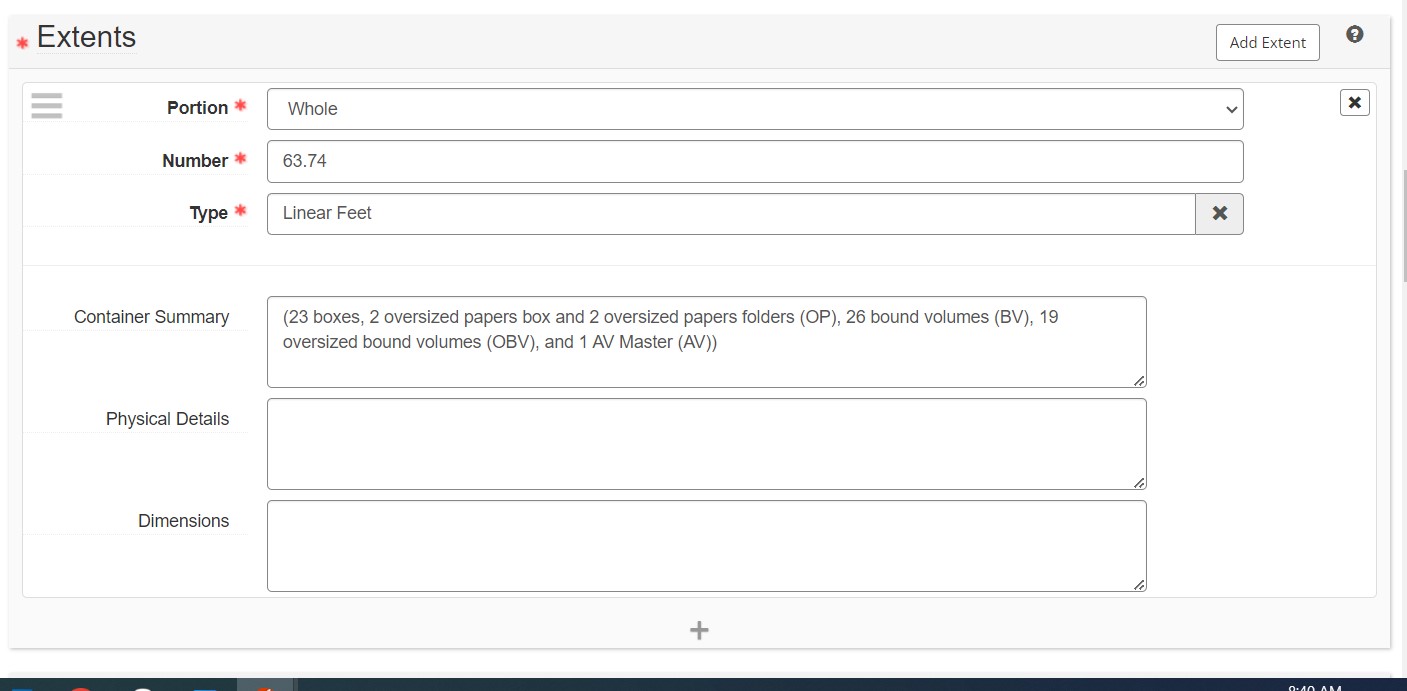 * Extents
Add Extent
?
Portion *
Whole
Number *
63.74
Type *
Linear Feet
Container Summary
(23 boxes, 2 oversized papers box and 2 oversized papers folders (OP), 26 bound volumes (BV), 19
oversized bound volumes (OBV), and 1 AV Master (AV))
Physical Details
Dimensions
+